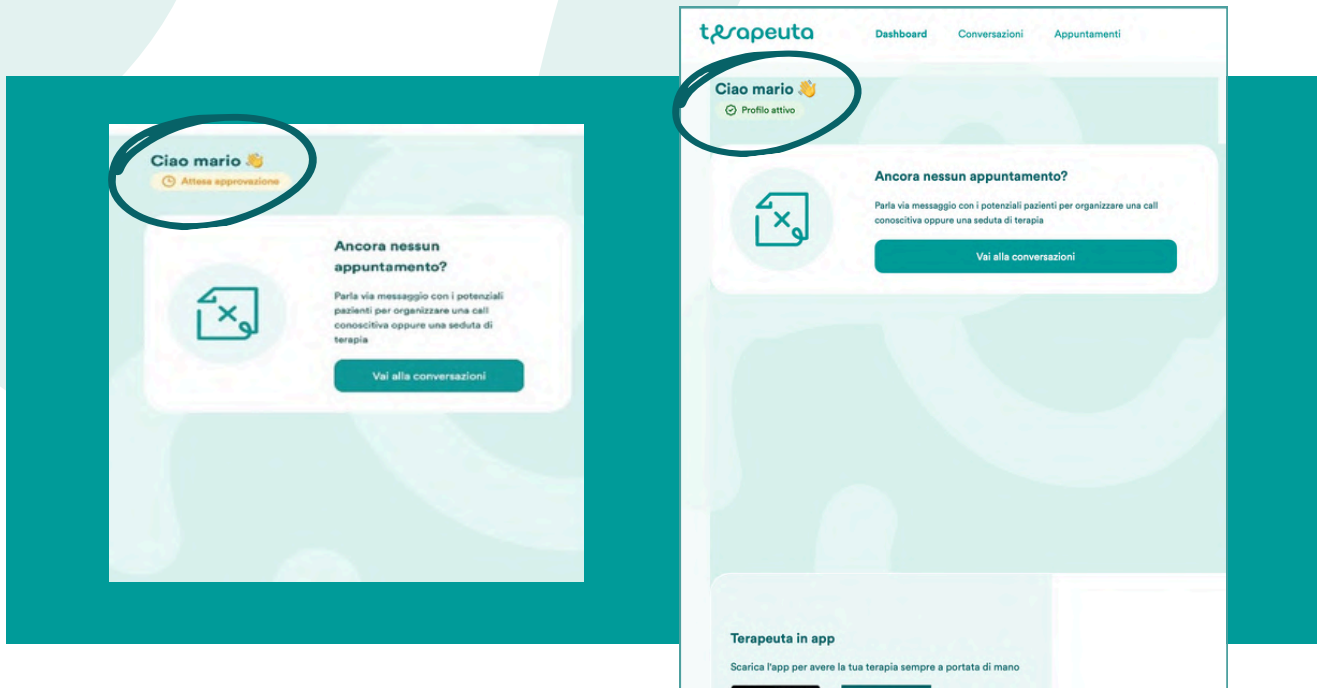 Ciao mario 👋
Attesa approvazione
Ancora nessun
appuntamento?
Parla via messaggio con i potenziali
pazienti per organizzare una call
conoscitiva oppure una seduta di
terapia
Vai alla conversazioni
terapeuta
Dashboard Conversazioni Appuntamenti
Ciao mario 👋
Profilo attivo
Ancora nessun appuntamento?
Parla via messaggio con i potenziali pazienti per organizzare una call
conoscitiva oppure una seduta di terapia
Vai alla conversazioni
Terapeuta in app
Scarica l'app per avere la tua terapia sempre a portata di mano